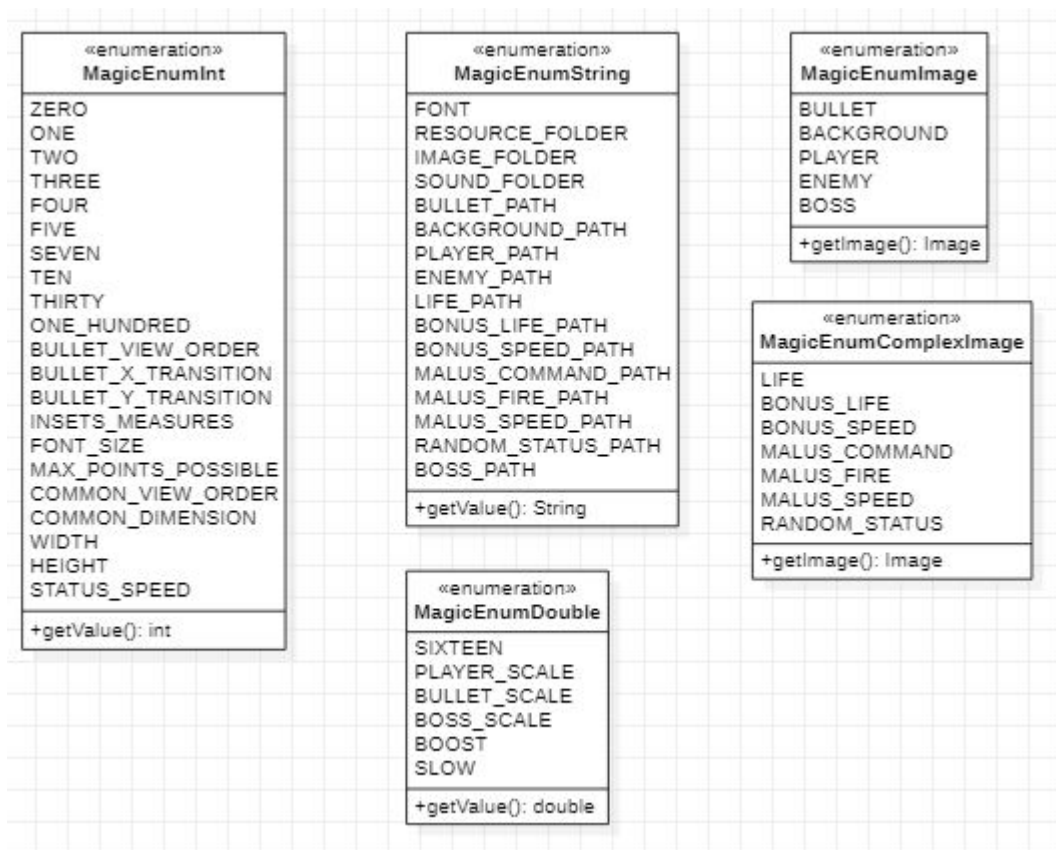 «enumeration»
MagicEnumInt
ZERO
ONE
TWO
THREE
FOUR
FIVE
SEVEN
TEN
THIRTY
ONE_HUNDRED
BULLET_VIEW_ORDER
BULLET_X_TRANSITION
BULLET_Y_TRANSITION
INSETS_MEASURES
FONT_SIZE
MAX_POINTS_POSSIBLE
COMMON_VIEW_ORDER
COMMON_DIMENSION
WIDTH
HEIGHT
STATUS_SPEED
+getValue(): int
«enumeration»
MagicEnumString
FONT
RESOURCE_FOLDER
IMAGE_FOLDER
SOUND_FOLDER
BULLET_PATH
BACKGROUND_PATH
PLAYER_PATH
ENEMY_PATH
LIFE_PATH
BONUS_LIFE_PATH
BONUS_SPEED_PATH
MALUS_COMMAND_PATH
MALUS_FIRE_PATH
MALUS_SPEED_PATH
RANDOM_STATUS_PATH
BOSS_PATH
+getValue(): String
«enumeration»
MagicEnumDouble
SIXTEEN
PLAYER_SCALE
BULLET_SCALE
BOSS_SCALE
BOOST
SLOW
+getValue(): double
«enumeration»
MagicEnumImage
BULLET
BACKGROUND
PLAYER
ENEMY
BOSS
+getImage(): Image
«enumeration»
MagicEnumComplexImage
LIFE
BONUS_LIFE
BONUS_SPEED
MALUS_COMMAND
MALUS_FIRE
MALUS_SPEED
RANDOM_STATUS
+getImage(): Image